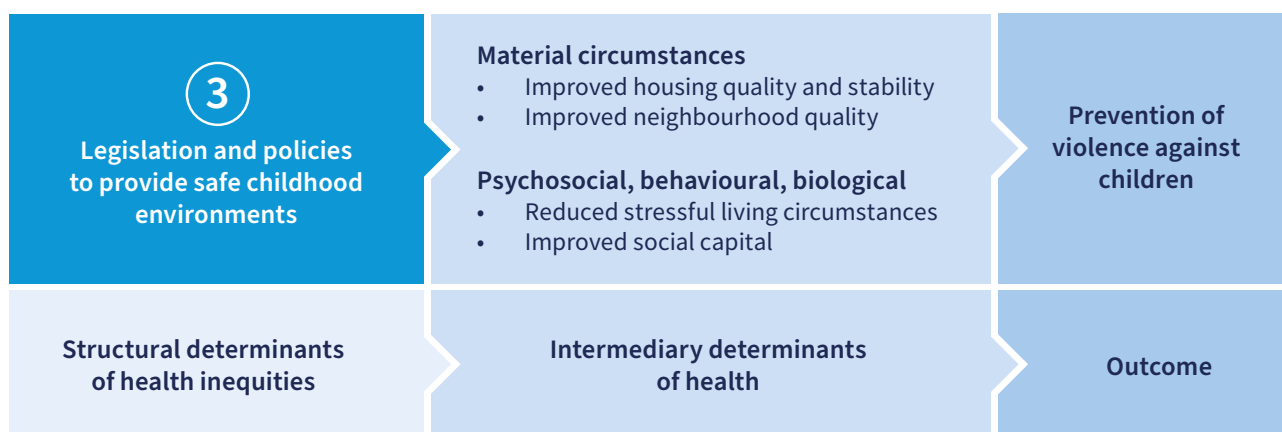 3
Legislation and policies
to provide safe childhood
environments
Material circumstances
• Improved housing quality and stability
• Improved neighbourhood quality
Psychosocial, behavioural, biological
• Reduced stressful living circumstances
• Improved social capital
Prevention of
violence against
children
Structural determinants
of health inequities
Intermediary determinants
of health
Outcome